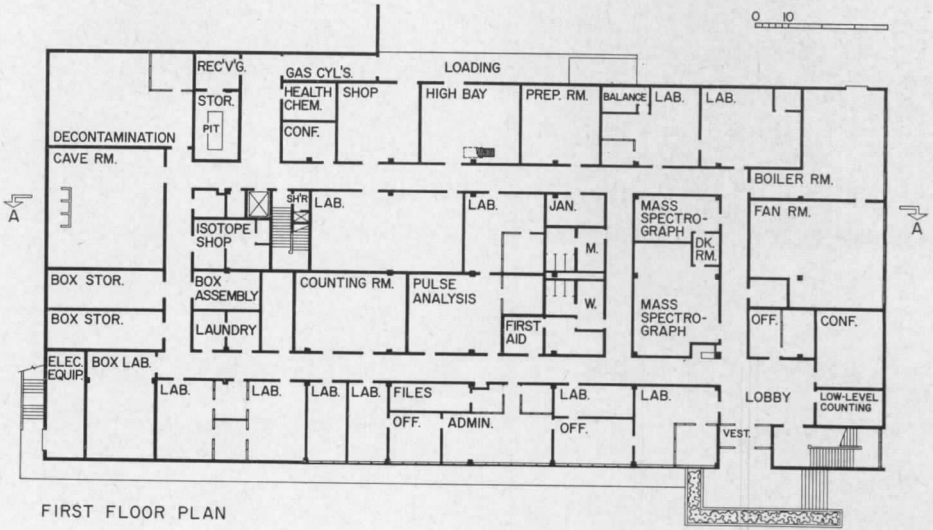 0 10
REC'V'G.
GAS CYL'S.
LOADING
HEALTH
CHEM.
SHOP
HIGH BAY
PREP. RM.
BALANCE
LAB.
LAB.
STOR.
PIT
CONF.
DECONTAMINATION
CAVE RM.
BOILER RM.
A
SH'R
LAB.
LAB.
JAN.
MASS
SPECTRO-
GRAPH
FAN RM.
A
ISOTOPE
SHOP
M.
DK.
RM.
BOX STOR.
BOX
ASSEMBLY
COUNTING RM.
PULSE
ANALYSIS
W.
MASS
SPECTRO-
GRAPH
BOX STOR.
LAUNDRY
FIRST
AID
OFF.
CONF.
ELEC.
EQUIP.
BOX LAB.
LAB.
LAB.
LAB.
LAB.
FILES
LAB.
LAB.
LOBBY
LOW-LEVEL
COUNTING
OFF.
ADMIN.
OFF.
VEST.
FIRST FLOOR PLAN